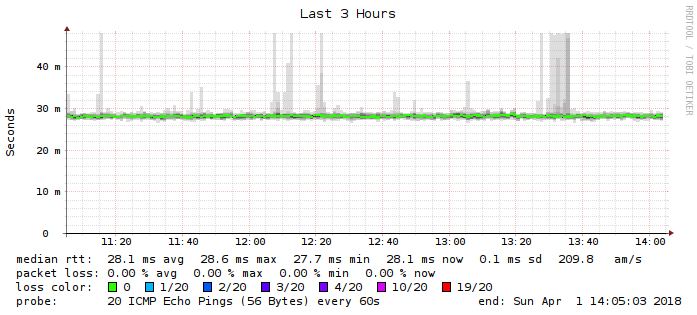 Last 3 Hours
RRDTOOL / TOBI OETIKER
Seconds
40 m
30 m
20 m
10 m
0
11:20 11:40 12:00 12:20 12:40 13:00 13:20 13:40 14:00
median rtt: 28.1 ms avg 28.6 ms max 27.7 ms min 28.1 ms now 0.1 ms sd 209.8 am/s
packet loss: 0.00 % avg 0.00 % max 0.00 % min 0.00 % now
loss color: 0 1/20 2/20 3/20 4/20 10/20 19/20
probe: 20 ICMP Echo Pings (56 Bytes) every 60s end: Sun Apr 1 14:05:03 2018